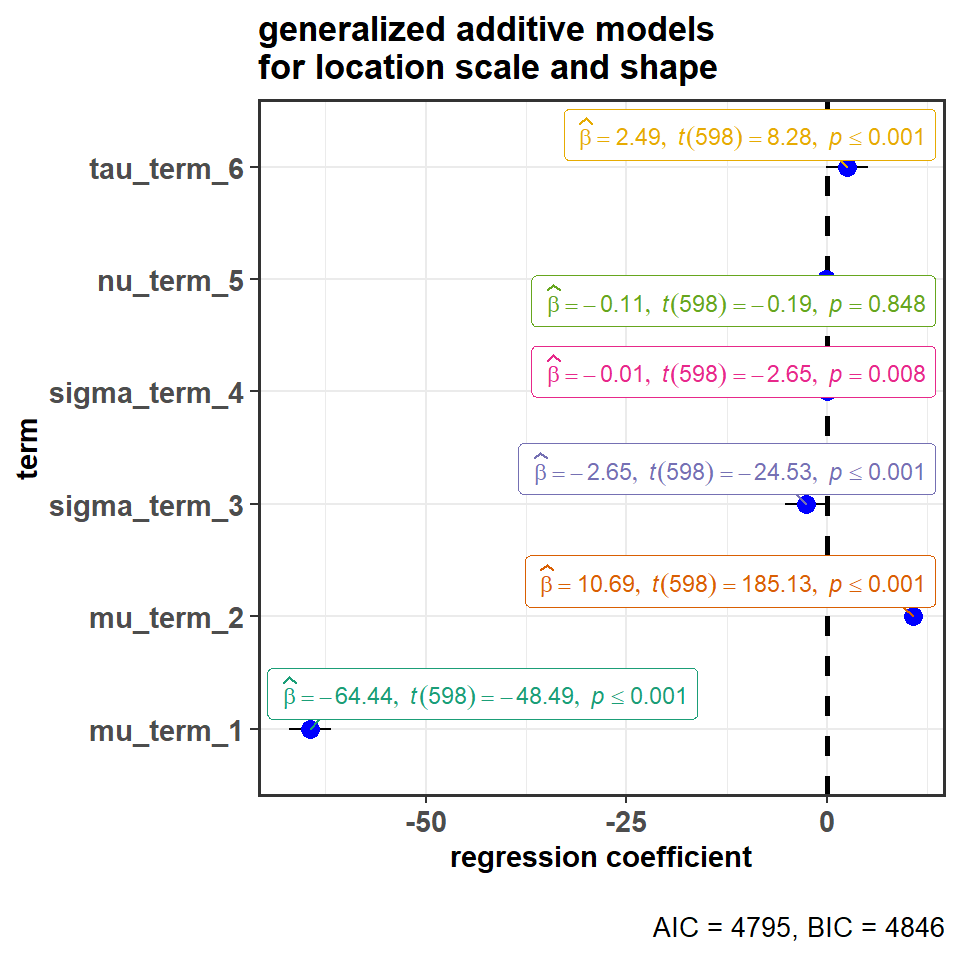 generalized additive models
for location scale and shape
term
tau_term_6
β̂ = 2.49, t(598) = 8.28, p ≤ 0.001
nu_term_5
β̂ = −0.11, t(598) = −0.19, p = 0.848
sigma_term_4
β̂ = −0.01, t(598) = −2.65, p = 0.008
sigma_term_3
β̂ = −2.65, t(598) = −24.53, p ≤ 0.001
mu_term_2
β̂ = 10.69, t(598) = 185.13, p ≤ 0.001
mu_term_1
β̂ = −64.44, t(598) = −48.49, p ≤ 0.001
-50 -25 0
regression coefficient
AIC = 4795, BIC = 4846